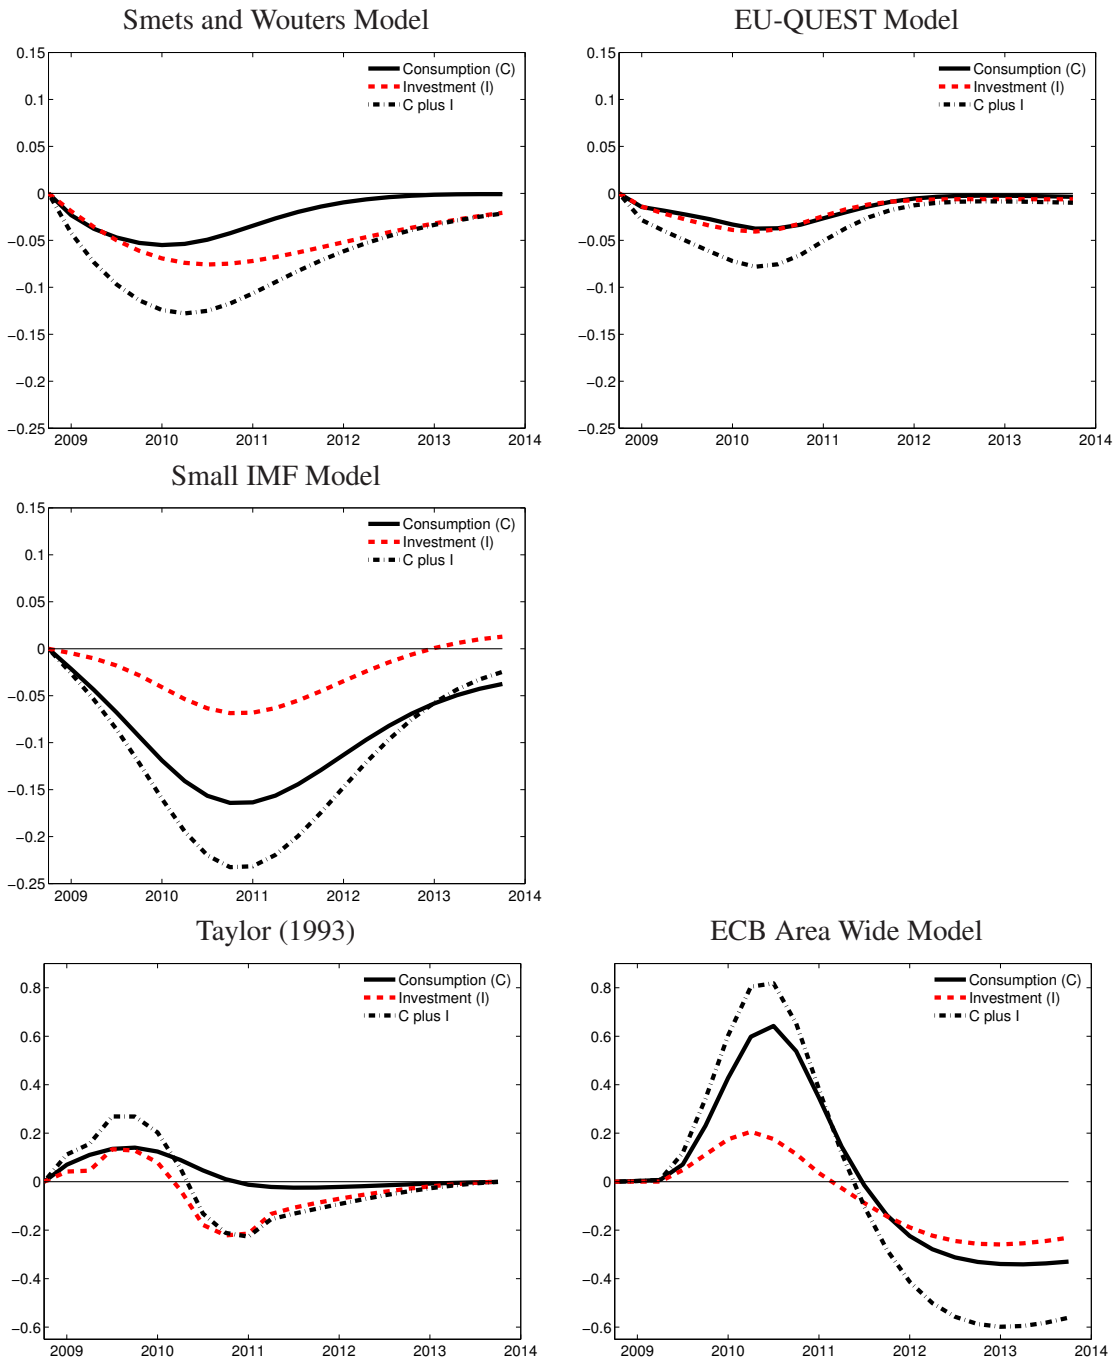 Smets and Wouters Model
0.15
0.1
0.05
0
−0.05
−0.1
−0.15
−0.2
−0.25
Consumption (C)
Investment (I)
C plus I
2009 2010 2011 2012 2013 2014
EU-QUEST Model
0.15
0.1
0.05
0
−0.05
−0.1
−0.15
−0.2
−0.25
Consumption (C)
Investment (I)
C plus I
2009 2010 2011 2012 2013 2014
Small IMF Model
0.15
0.1
0.05
0
−0.05
−0.1
−0.15
−0.2
−0.25
Consumption (C)
Investment (I)
C plus I
2009 2010 2011 2012 2013 2014
Taylor (1993)
0.8
0.6
0.4
0.2
0
−0.2
−0.4
−0.6
Consumption (C)
Investment (I)
C plus I
2009 2010 2011 2012 2013 2014
ECB Area Wide Model
0.8
0.6
0.4
0.2
0
−0.2
−0.4
−0.6
Consumption (C)
Investment (I)
C plus I
2009 2010 2011 2012 2013 2014